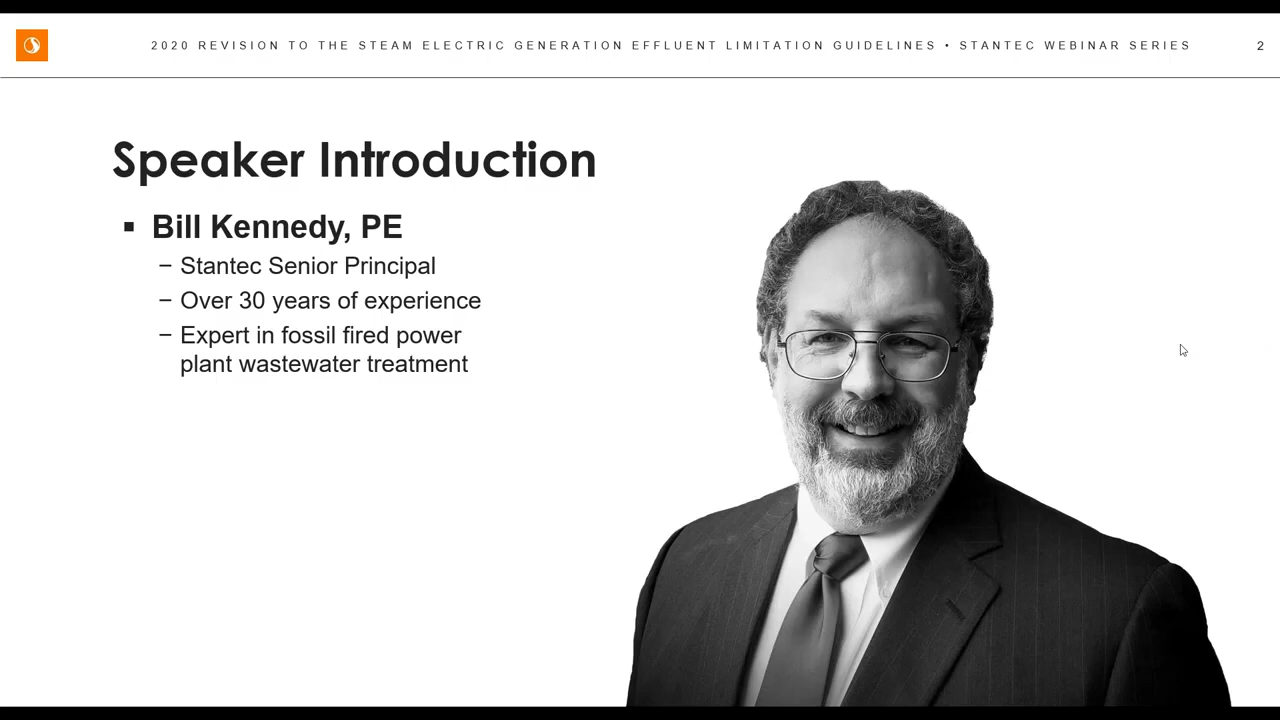 2020 REVISION TO THE STEAM ELECTRIC GENERATION EFFLUENT LIMITATION GUIDELINES • STANTEC WEBINAR SERIES 2
Speaker Introduction
▪ Bill Kennedy, PE
– Stantec Senior Principal
– Over 30 years of experience
– Expert in fossil fired power
plant wastewater treatment